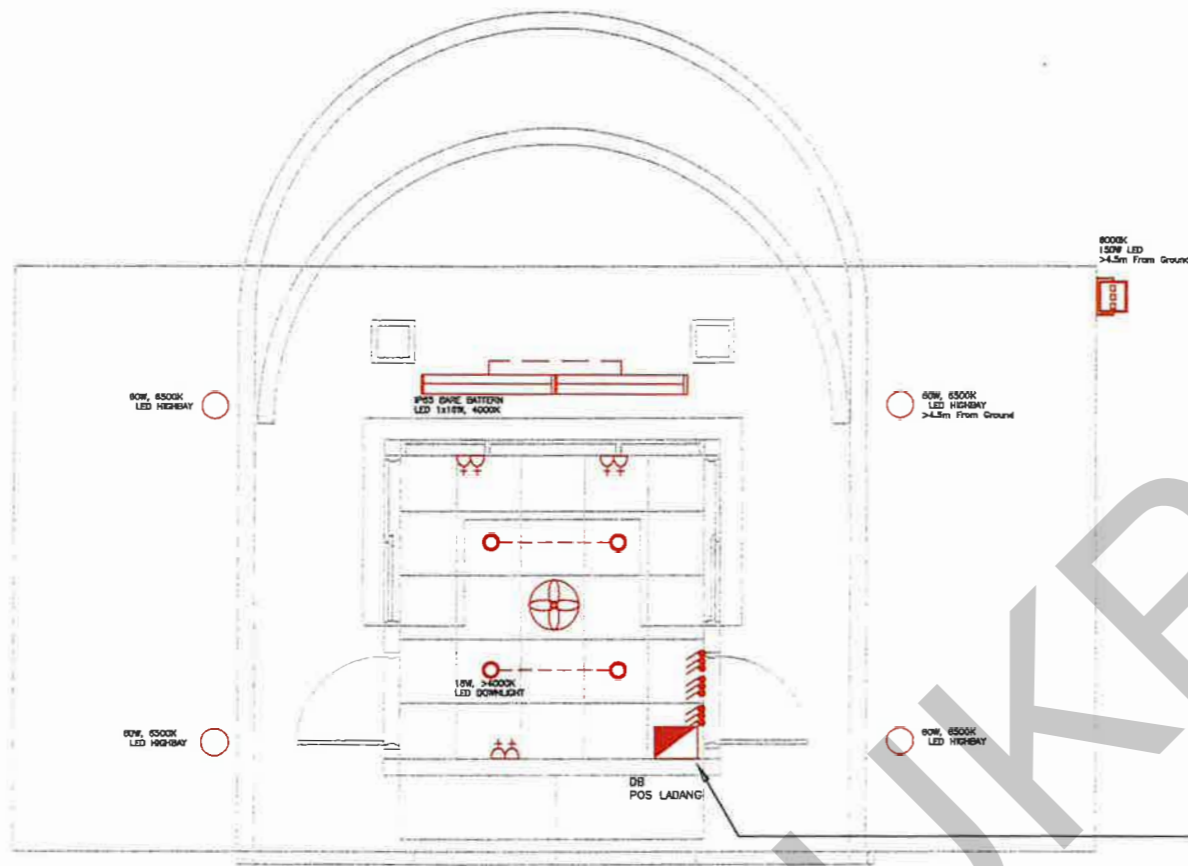 6000K
150W LED
>4.5m From Ground
60W, 6500K
LED HIGHBAY
IP65 BARE BATTERN
LED 1x18W, 4000K
60W, 6500K
LED HIGHBAY
>4.5m From Ground
18W, >4000K
LED DOWNLIGHT
60W, 6500K
LED HIGHBAY
60W, 6500K
LED HIGHBAY
DB
POS LADANG
UKP